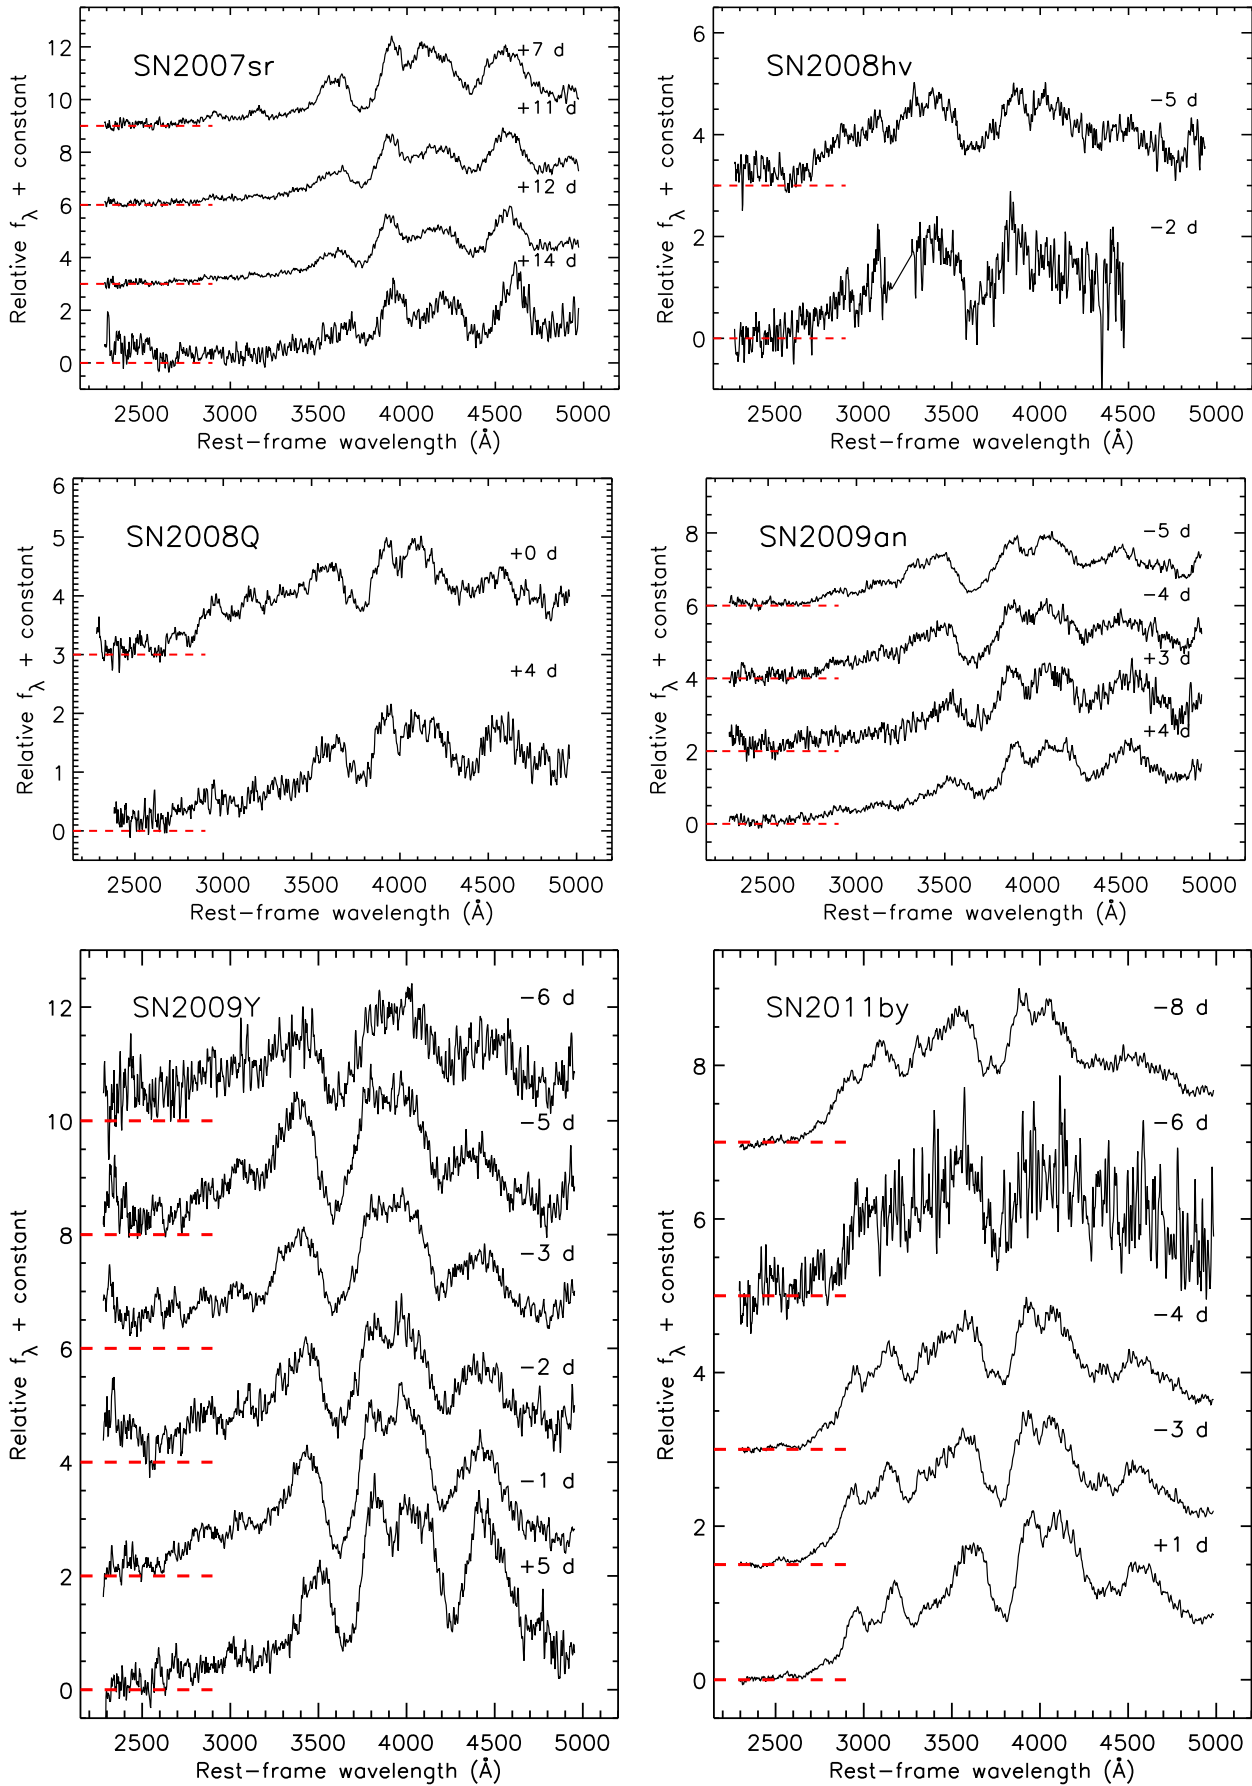 SN2007sr
+7 d
+11 d
+12 d
+14 d
12
10
8
6
4
2
0
Relative fλ + constant
2500 3000 3500 4000 4500 5000
Rest-frame wavelength (Å)
SN2008hv
-5 d
-2 d
6
4
2
0
Relative fλ + constant
2500 3000 3500 4000 4500 5000
Rest-frame wavelength (Å)
SN2008Q
+0 d
+4 d
6
5
4
3
2
1
0
Relative fλ + constant
2500 3000 3500 4000 4500 5000
Rest-frame wavelength (Å)
SN2009an
-5 d
-4 d
+3 d
+4 d
8
6
4
2
0
Relative fλ + constant
2500 3000 3500 4000 4500 5000
Rest-frame wavelength (Å)
SN2009Y
-6 d
-5 d
-3 d
-2 d
-1 d
+5 d
12
10
8
6
4
2
0
Relative fλ + constant
2500 3000 3500 4000 4500 5000
Rest-frame wavelength (Å)
SN2011by
-8 d
-6 d
-4 d
-3 d
+1 d
8
6
4
2
0
Relative fλ + constant
2500 3000 3500 4000 4500 5000
Rest-frame wavelength (Å)